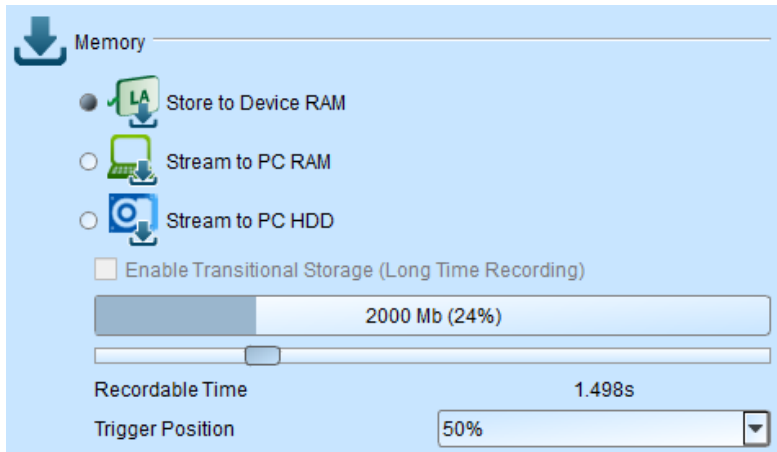 Memory
LA
Store to Device RAM
Stream to PC RAM
Stream to PC HDD
Enable Transitional Storage (Long Time Recording)
2000 Mb (24%)
Recordable Time 1.498s
Trigger Position 50%